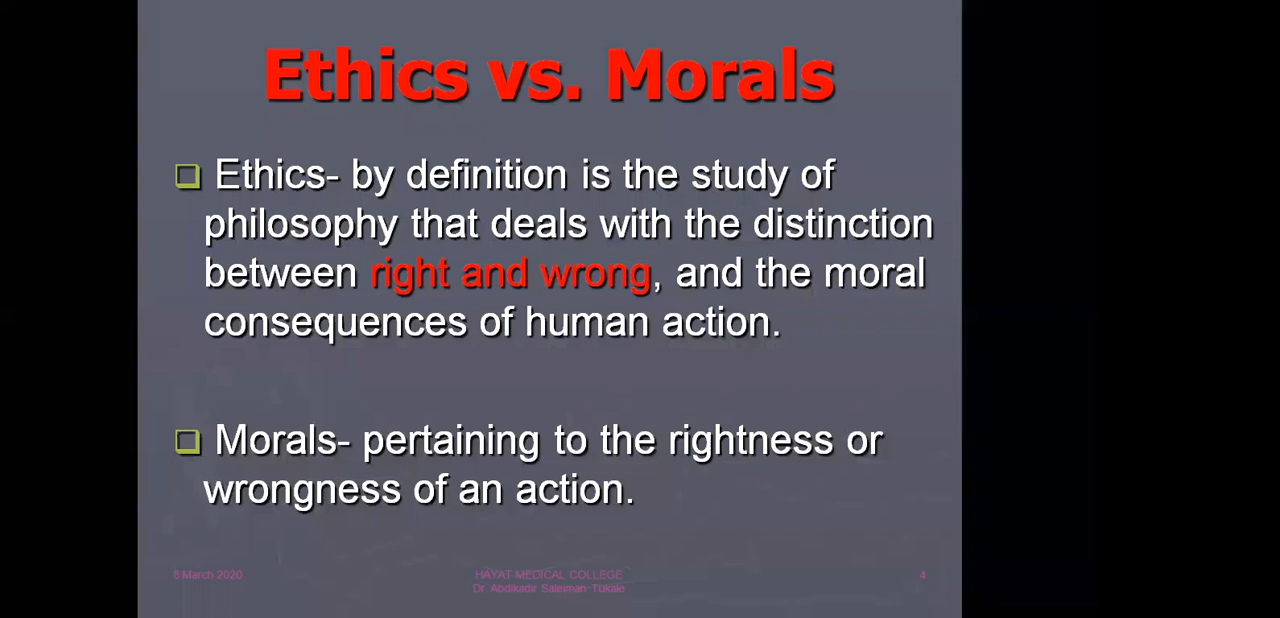 Ethics vs. Morals
Ethics- by definition is the study of
philosophy that deals with the distinction
between right and wrong, and the moral
consequences of human action.
Morals- pertaining to the rightness or
wrongness of an action.
8 March 2020
HAYAT MEDICAL COLLEGE
Dr. Abdikadir Saleiman Tukale
4